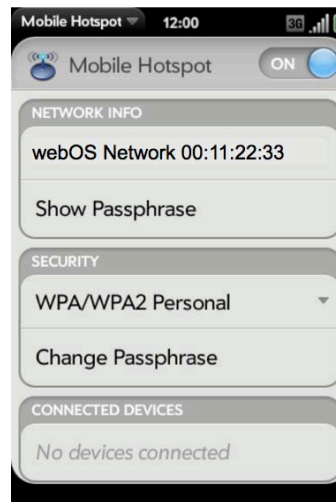 Mobile Hotspot 12:00 3G
Mobile Hotspot ON
NETWORK INFO
webOS Network 00:11:22:33
Show Passphrase
SECURITY
WPA/WPA2 Personal
Change Passphrase
CONNECTED DEVICES
No devices connected